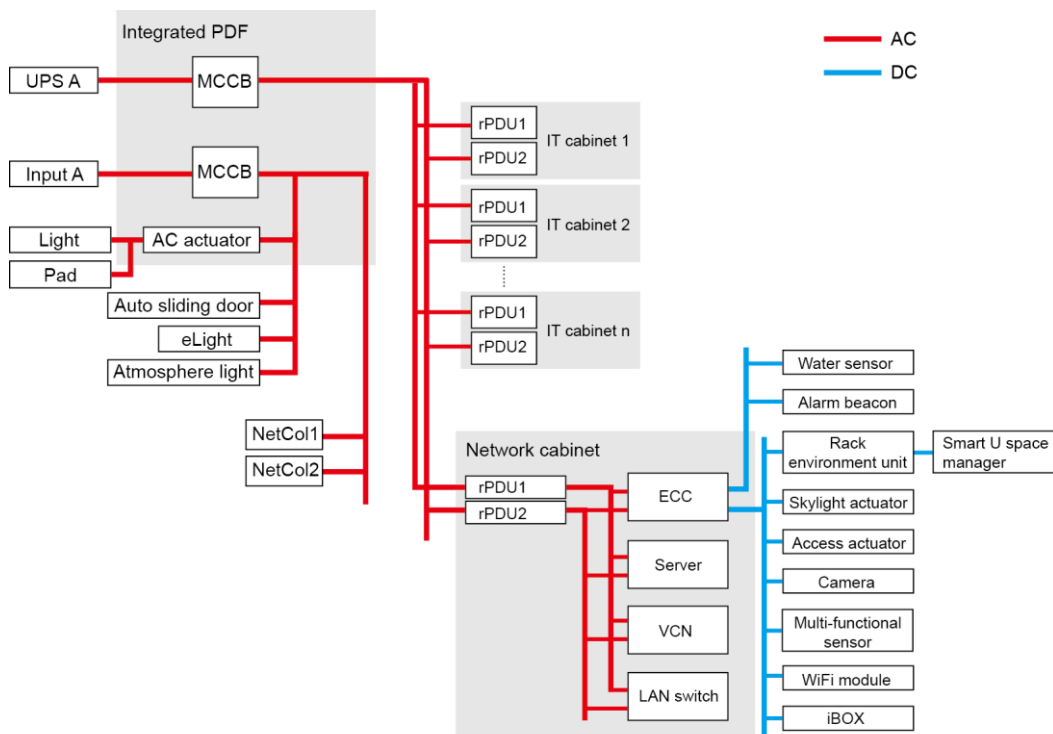 Integrated PDF
AC
DC
UPS A
MCCB
rPDU1
rPDU2
IT cabinet 1
Input A
MCCB
rPDU1
rPDU2
IT cabinet 2
Light
AC actuator
Pad
Auto sliding door
rPDU1
rPDU2
IT cabinet n
eLight
Atmosphere light
Water sensor
Alarm beacon
NetCol1
NetCol2
Network cabinet
Rack
environment unit
Smart U space
manager
rPDU1
rPDU2
ECC
Skylight actuator
Access actuator
Server
Camera
VCN
Multi-functional
sensor
WiFi module
LAN switch
iBOX